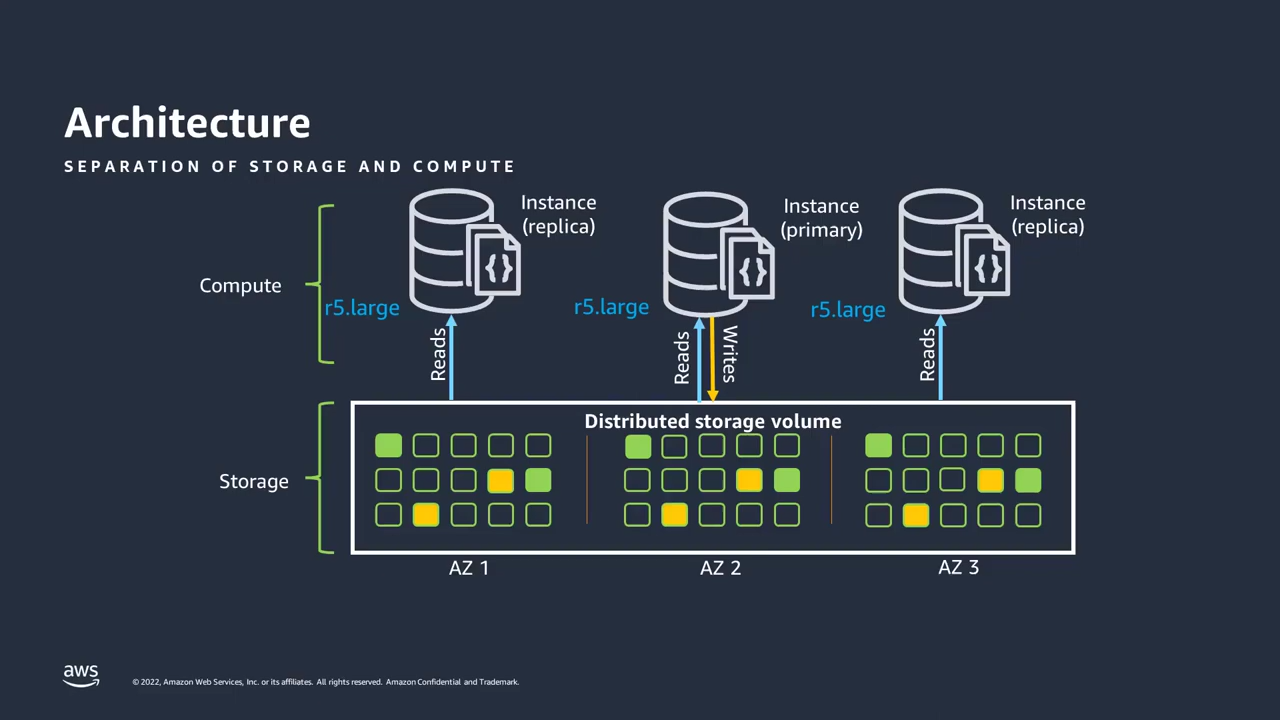 Architecture
SEPARATION OF STORAGE AND COMPUTE
Instance
(replica)
Instance
(primary)
Instance
(replica)
Compute
{}
{}
{}
r5.large
r5.large
r5.large
Reads
Reads
Writes
Reads
Distributed storage volume
Storage
AZ 1
AZ 2
AZ 3
aws
© 2022, Amazon Web Services, Inc. or its affiliates. All rights reserved. Amazon Confidential and Trademark.